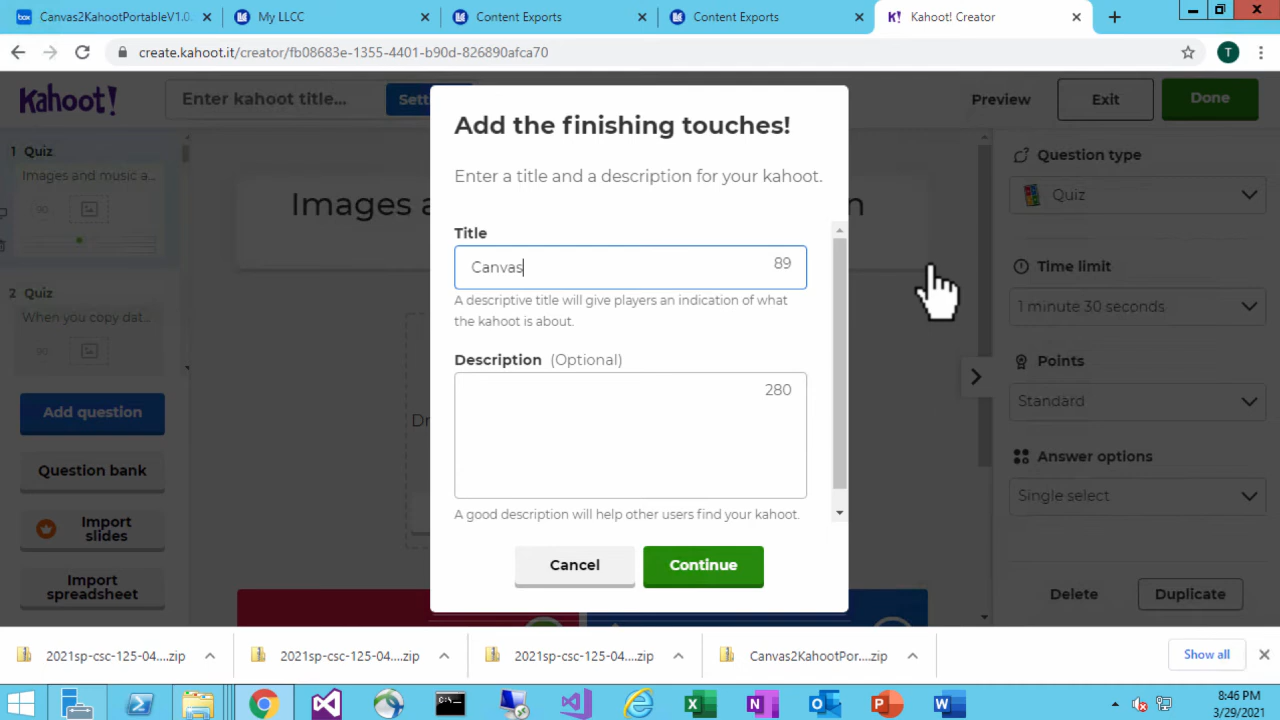 Canvas2KahootPortableV1.0.
My LLCC
Content Exports
Content Exports
K! Kahoot! Creator
create.kahoot.it/creator/fb08683e-1355-4401-b90d-826890afca70
T
Kahoot!
Enter kahoot title...
Sett
Preview
Exit
Done
1 Quiz
Images and music a...
2 Quiz
When you copy dat...
Add question
Question bank
Import
slides
Import
spreadsheet
Images a
n
Dr
Add the finishing touches!
Enter a title and a description for your kahoot.
Title
Canvas
89
A descriptive title will give players an indication of what
the kahoot is about.
Description (Optional)
280
A good description will help other users find your kahoot.
Cancel
Continue
Question type
Quiz
Time limit
1 minute 30 seconds
Points
Standard
Answer options
Single select
Delete
Duplicate
2021sp-csc-125-04....zip
2021sp-csc-125-04....zip
2021sp-csc-125-04....zip
Canvas2KahootPor....zip
Show all
8:46 PM
3/29/2021